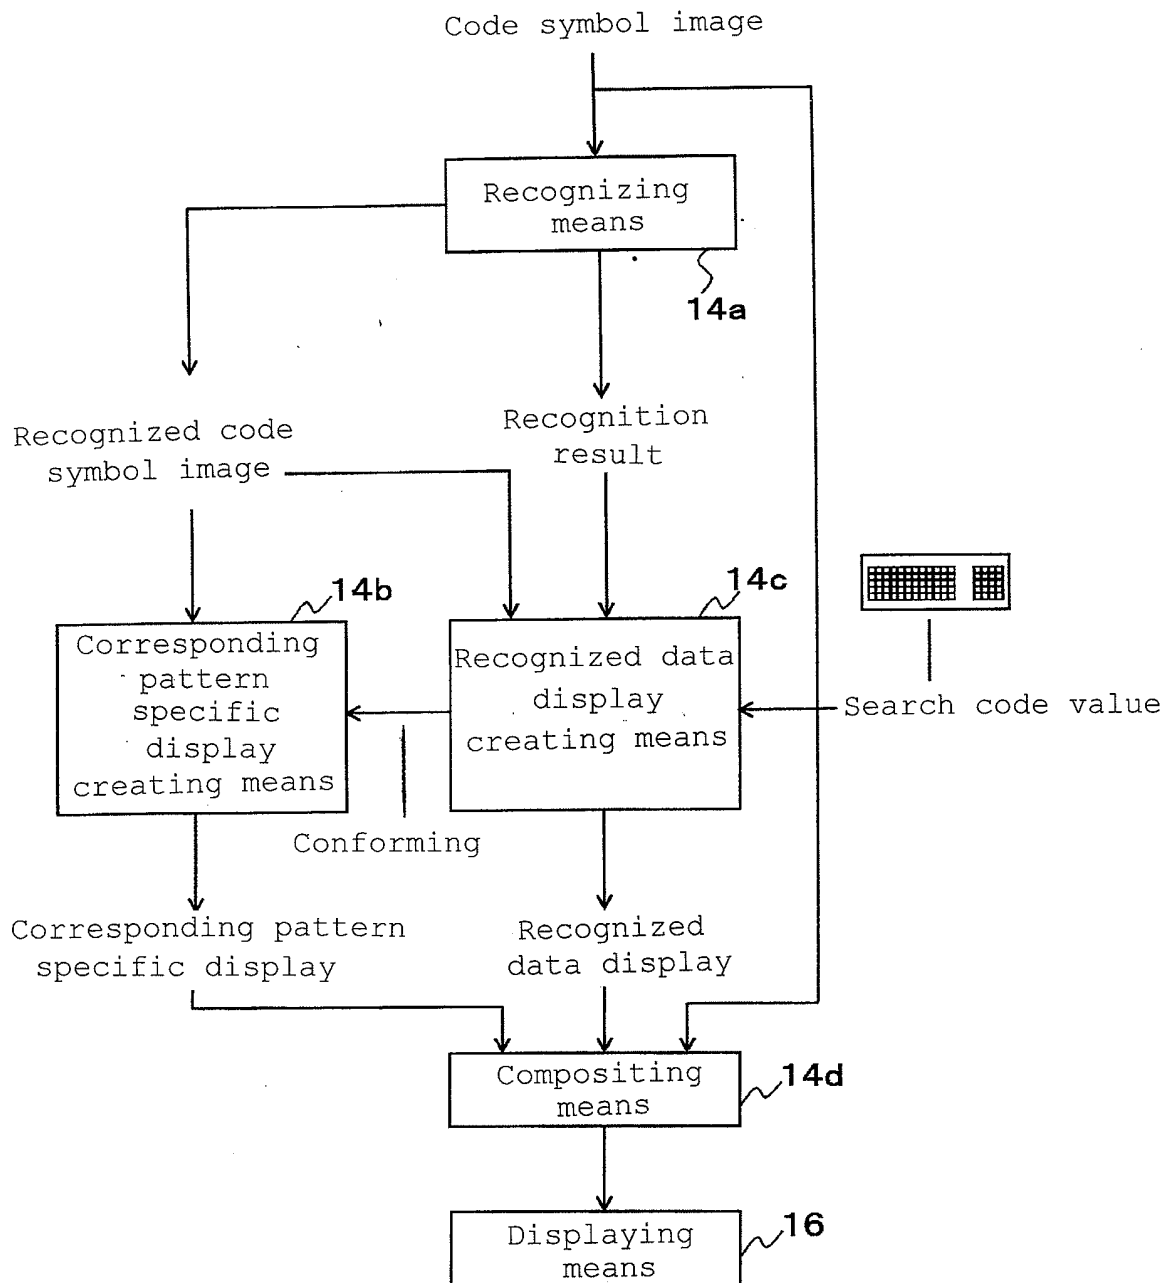 Code symbol image
Recognizing
means
14a
Recognized code
symbol image
Recognition
result
14b
14c
Corresponding
pattern
specific
display
creating means
Recognized data
display
creating means
Search code value
Conforming
Corresponding pattern
specific display
Recognized
data display
Compositing
means
14d
Displaying
means
16